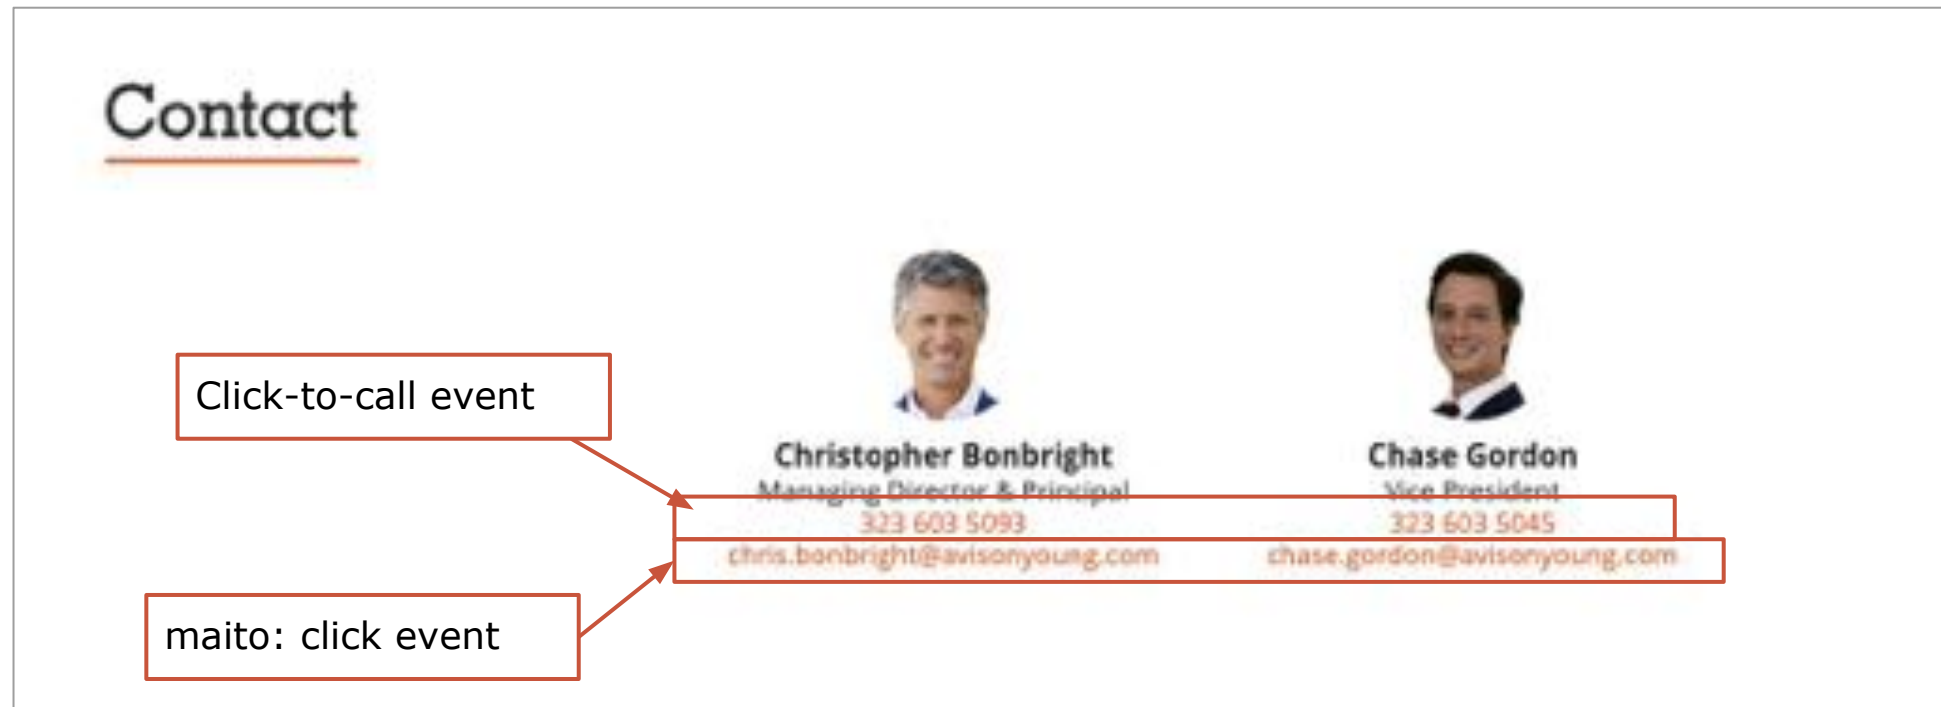 Contact
Click-to-call event
Christopher Bonbright
Managing Director & Principal
323 603 5093
chris.bonbright@avisonyoung.com
Chase Gordon
Vice President
323 603 5045
chase.gordon@avisonyoung.com
maito: click event